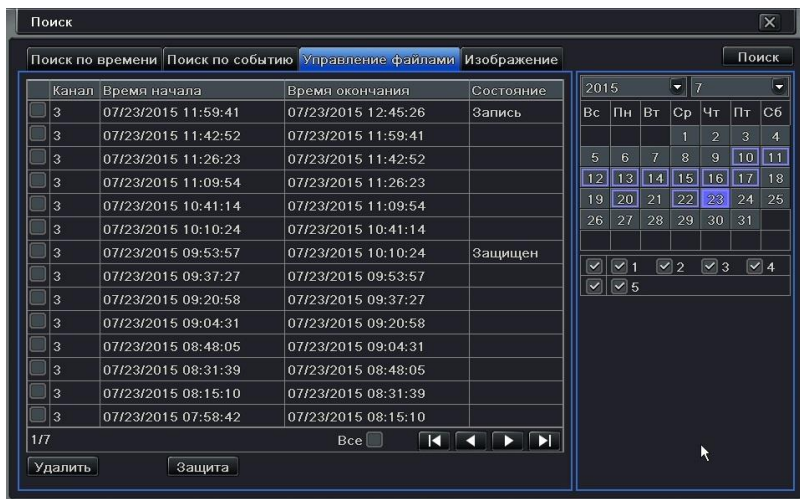 Поиск
Поиск по времени Поиск по событию Управление файлами Изображение
Поиск
Канал Время начала Время окончания Состояние
3 07/23/2015 11:59:41 07/23/2015 12:45:26 Запись
3 07/23/2015 11:42:52 07/23/2015 11:59:41
3 07/23/2015 11:26:23 07/23/2015 11:42:52
3 07/23/2015 11:09:54 07/23/2015 11:26:23
3 07/23/2015 10:41:14 07/23/2015 11:09:54
3 07/23/2015 10:10:24 07/23/2015 10:41:14
3 07/23/2015 09:53:57 07/23/2015 10:10:24 Защищен
3 07/23/2015 09:37:27 07/23/2015 09:53:57
3 07/23/2015 09:20:58 07/23/2015 09:37:27
3 07/23/2015 09:04:31 07/23/2015 09:20:58
3 07/23/2015 08:48:05 07/23/2015 09:04:31
3 07/23/2015 08:31:39 07/23/2015 08:48:05
3 07/23/2015 08:15:10 07/23/2015 08:31:39
3 07/23/2015 07:58:42 07/23/2015 08:15:10
1/7 Все
Удалить Защита
2015 7
Вс Пн Вт Ср Чт Пт Сб
1 2 3 4
5 6 7 8 9 10 11
12 13 14 15 16 17 18
19 20 21 22 23 24 25
26 27 28 29 30 31
1 2 3 4
5